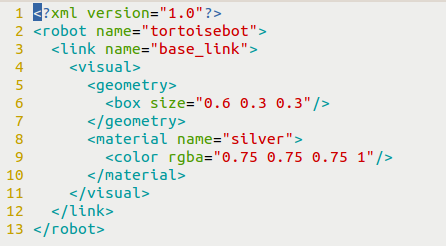 1 <?xml version="1.0"?>
2 <robot name="tortoisebot">
3   <link name="base_link">
4     <visual>
5       <geometry>
6         <box size="0.6 0.3 0.3"/>
7       </geometry>
8       <material name="silver">
9         <color rgba="0.75 0.75 0.75 1"/>
10       </material>
11     </visual>
12   </link>
13 </robot>